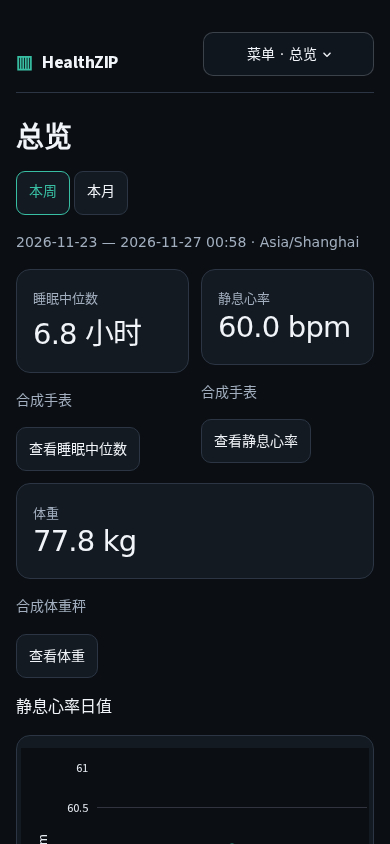 HealthZIP
菜单 · 总览
总览
本周
本月
2026-11-23 — 2026-11-27 00:58 · Asia/Shanghai
睡眠中位数
6.8 小时
静息心率
60.0 bpm
合成手表
合成手表
查看睡眠中位数
查看静息心率
体重
77.8 kg
合成体重秤
查看体重
静息心率日值
61
60.5